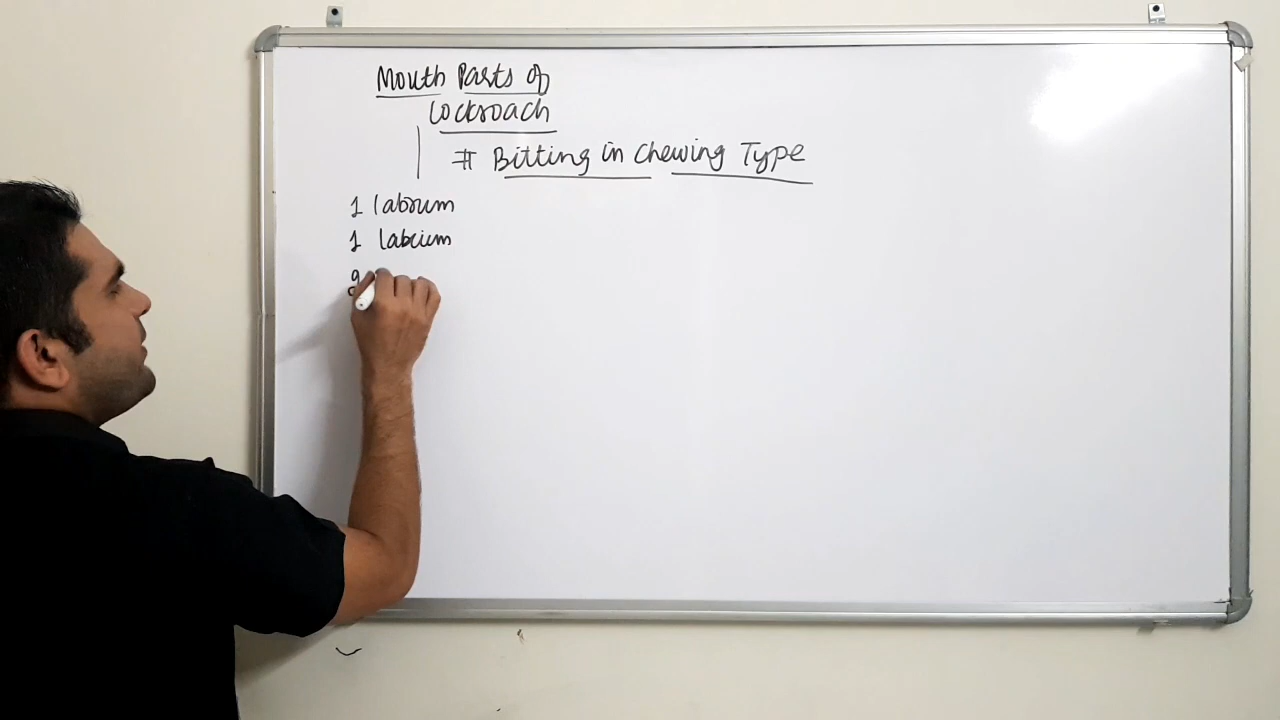 Mouth Parts of
Cockroach
# Bitting in Chewing Type
1 labrum
1 labium